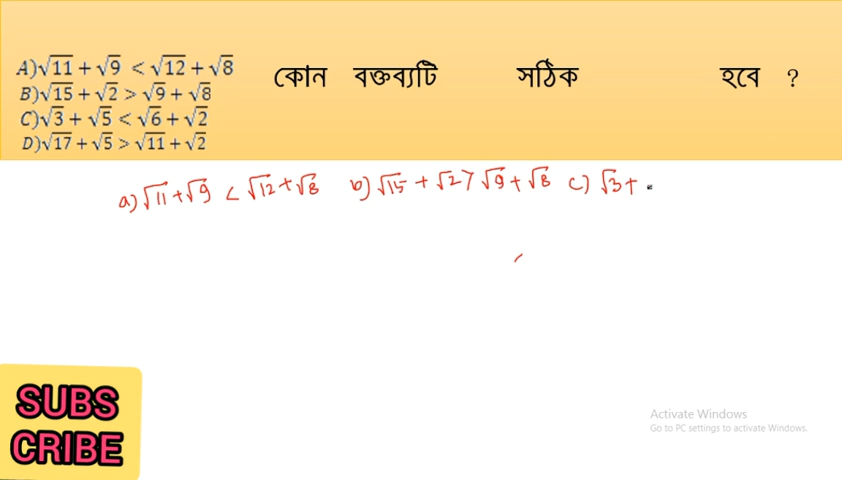 A)√11 + √9 < √12 + √8
B)√15 + √2 > √9 + √8
C)√3 + √5 < √6 + √2
D)√17 + √5 > √11 + √2
কোন বক্তব্যটি সঠিক হবে ?
a) √11 + √9 < √12 + √8 b) √15 + √2 > √9 + √8 c) √3 +
SUBS
CRIBE
Activate Windows
Go to PC settings to activate Windows.